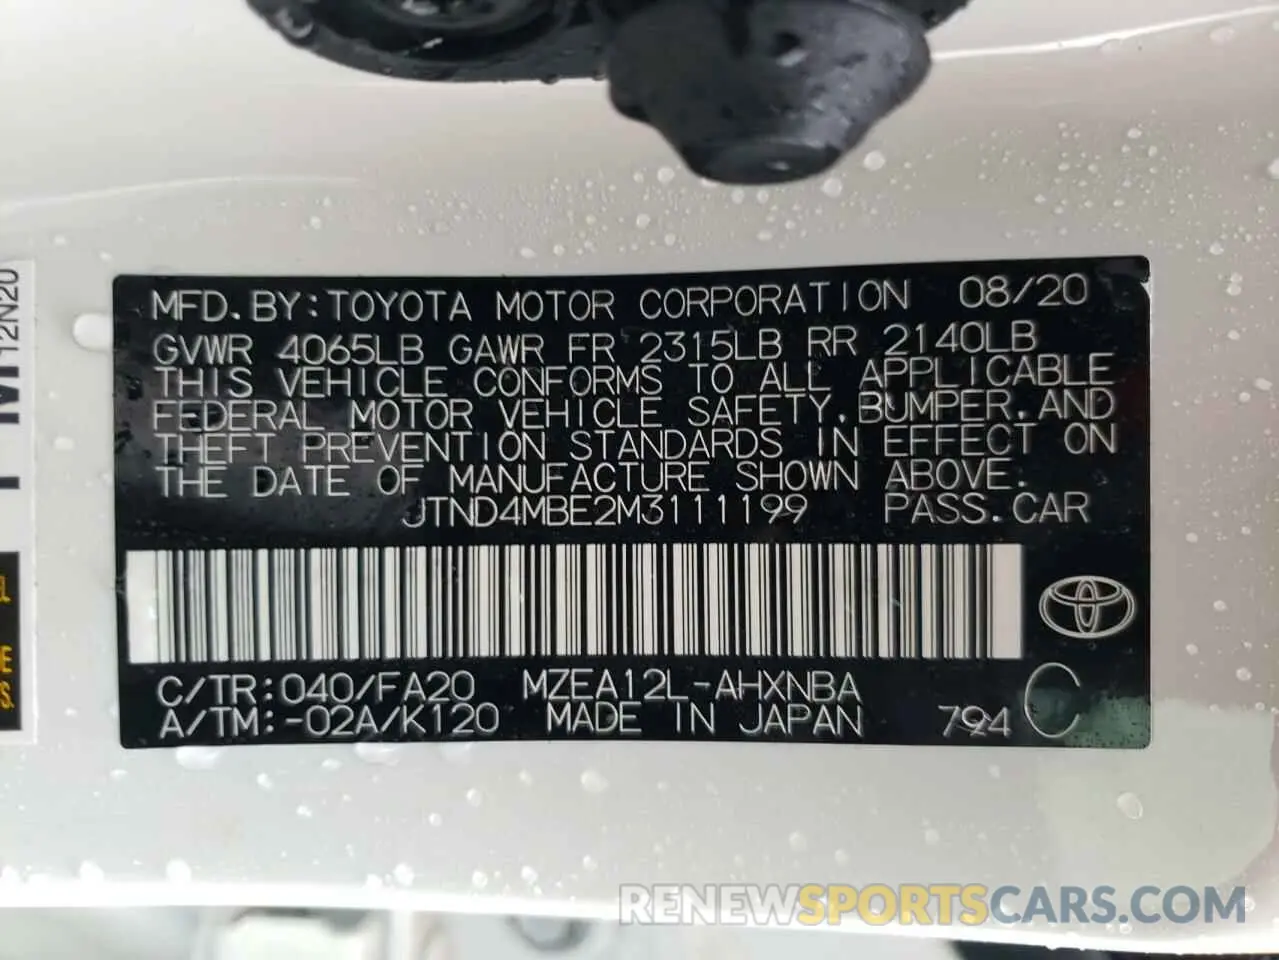 MFD. BY: TOYOTA MOTOR CORPORATION 08/20
GVWR 4065LB GAWR FR 2315LB RR 2140LB
THIS VEHICLE CONFORMS TO ALL APPLICABLE
FEDERAL MOTOR VEHICLE SAFETY, BUMPER, AND
THEFT PREVENTION STANDARDS IN EFFECT ON
THE DATE OF MANUFACTURE SHOWN ABOVE.
JTND4MBE2M3111199 PASS. CAR
C/TR: 040/FA20 MZEA12L-AHXNBA C
A/TM: -02A/K120 MADE IN JAPAN 794
RENEWSPORTSCARS.COM